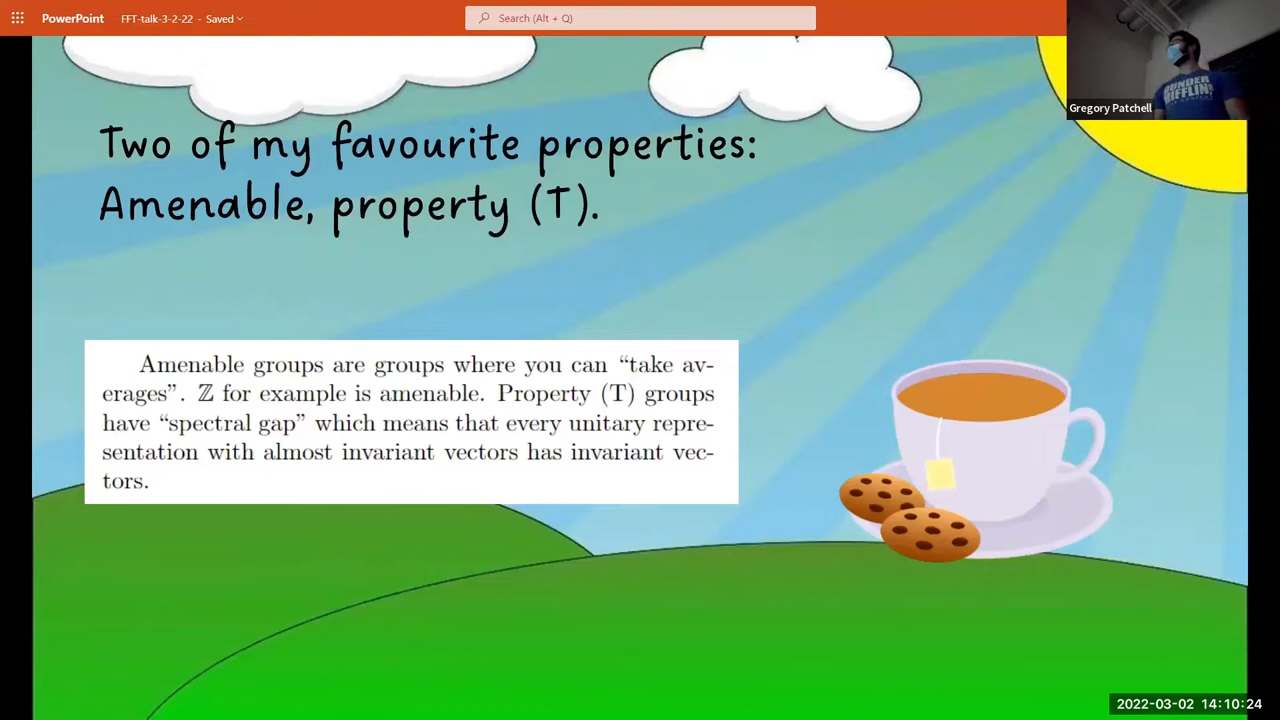 PowerPoint FFT-talk-3-2-22 - Saved
Search (Alt + Q)
UNDER
MIFFLIN
Gregory Patchell
Two of my favourite properties:
Amenable, property (T).
Amenable groups are groups where you can “take av-
erages”. ℤ for example is amenable. Property (T) groups
have “spectral gap” which means that every unitary repre-
sentation with almost invariant vectors has invariant vec-
tors.
2022-03-02 14:10:24